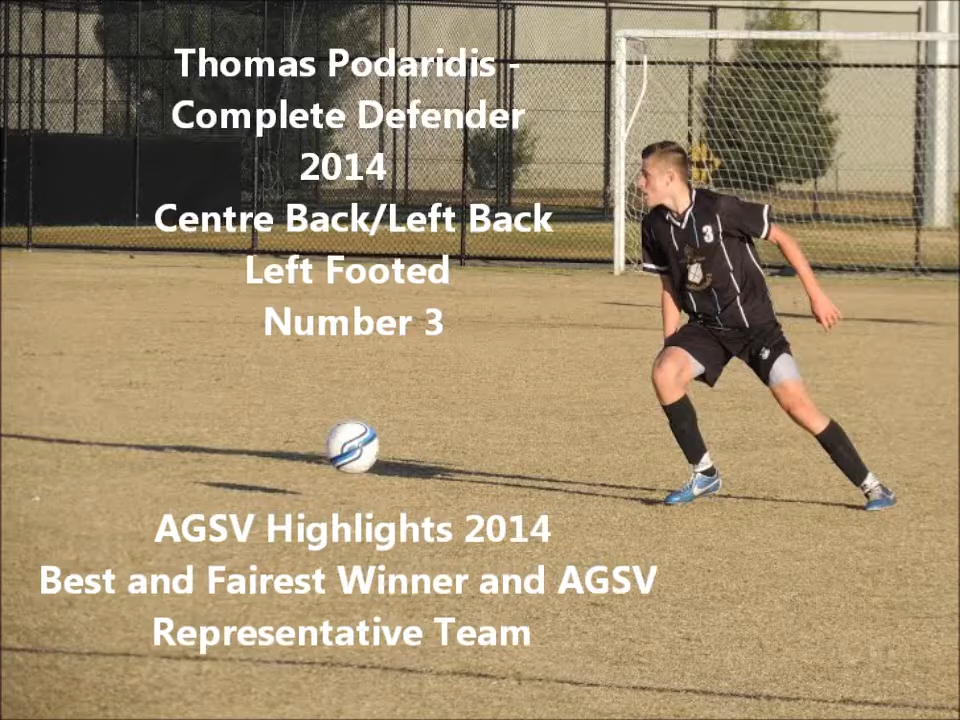 Thomas Podaridis -
Complete Defender
2014
Centre Back/Left Back
Left Footed
Number 3
3
AGSV Highlights 2014
Best and Fairest Winner and AGSV
Representative Team